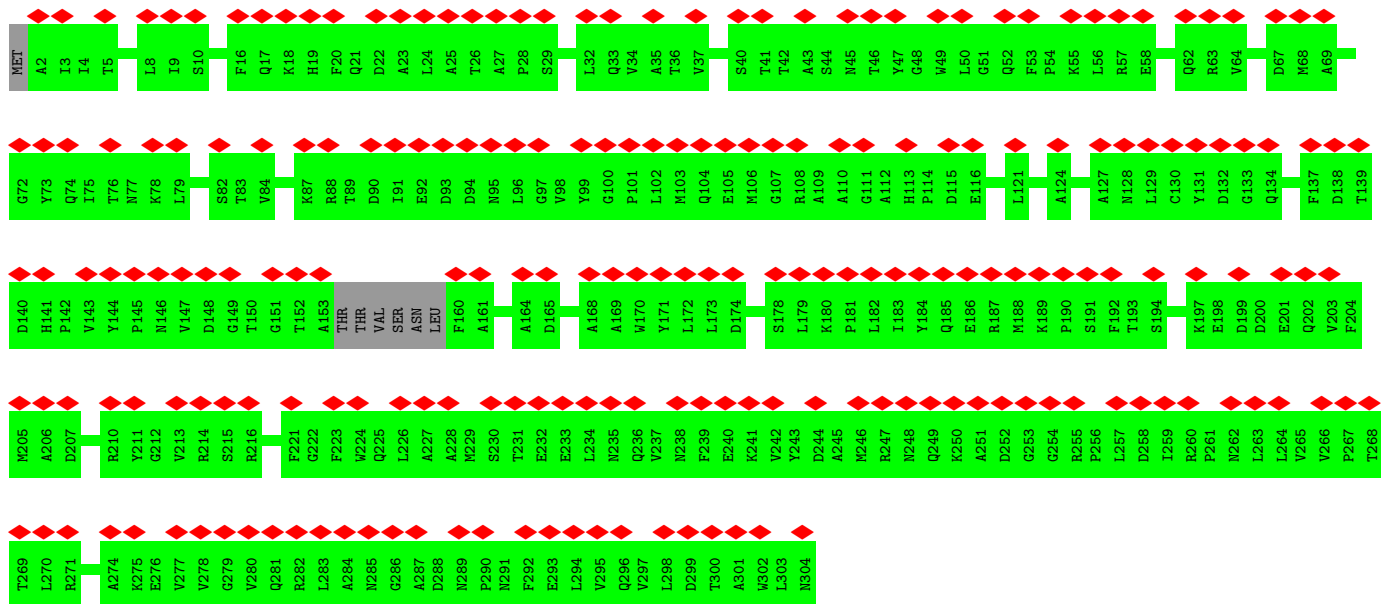 MET A2 I3 I4 T5 L8 I9 S10 F16 Q17 K18 H19 F20 Q21 D22 A23 L24 A25 T26 A27 P28 S29 L32 Q33 V34 A35 T36 V37 S40 T41 T42 A43 S44 N45 T46 Y47 G48 W49 L50 G51 Q52 F53 P54 K55 L56 R57 E58 Q62 R63 V64 D67 M68 A69
G72 Y73 Q74 I75 T76 N77 K78 L79 S82 T83 V84 K87 R88 T89 D90 I91 E92 D93 D94 N95 L96 G97 V98 Y99 G100 P101 L102 M103 Q104 E105 M106 G107 R108 A109 A110 G111 A112 H113 P114 D115 E116 L121 A124 A127 N128 L129 C130 Y131 D132 G133 Q134 F137 D138 T139
D140 H141 P142 V143 Y144 P145 N146 V147 D148 G149 T150 G151 T152 A153 THR THR VAL SER ASN LEU F160 A161 A164 D165 A168 A169 W170 Y171 L172 L173 D174 S178 L179 K180 P181 L182 I183 Y184 Q185 E186 R187 M188 K189 P190 S191 F192 T193 S194 K197 E198 D199 D200 E201 Q202 V203 F204
M205 A206 D207 R210 Y211 G212 V213 R214 S215 R216 F221 G222 F223 W224 Q225 L226 A227 A228 M229 S230 T231 E232 E233 L234 N235 Q236 V237 N238 F239 E240 K241 V242 Y243 D244 A245 M246 R247 N248 Q249 K250 A251 D252 G253 G254 R255 P256 L257 D258 I259 R260 P261 N262 L263 L264 V265 V266 P267 T268
T269 L270 R271 A274 K275 E276 V277 V278 G279 V280 Q281 R282 L283 A284 N285 G286 A287 D288 N289 P290 N291 F292 E293 L294 V295 Q296 V297 L298 D299 T300 A301 W302 L303 N304